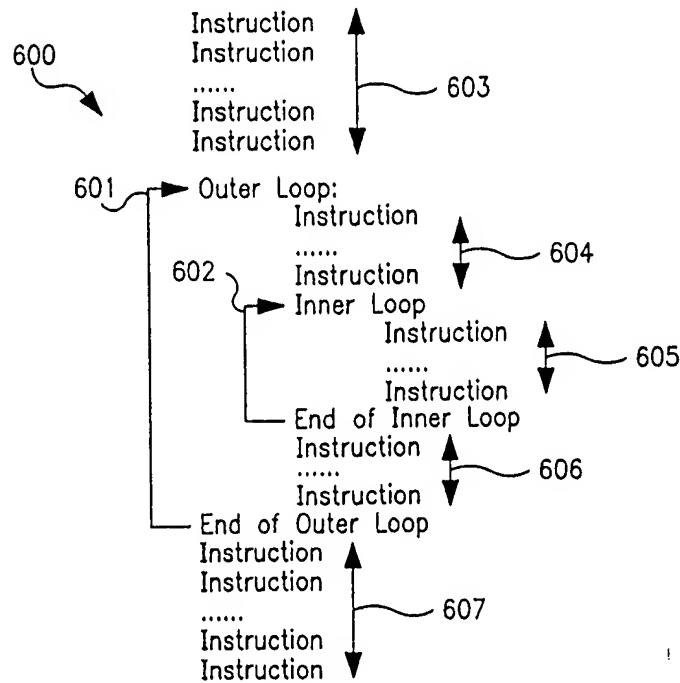 Instruction
600 Instruction
...... 603
Instruction
Instruction
601 Outer Loop:
Instruction
...... 604
602 Instruction
Inner Loop
Instruction
...... 605
Instruction
End of Inner Loop
Instruction
...... 606
Instruction
End of Outer Loop
Instruction
Instruction
...... 607
Instruction
Instruction